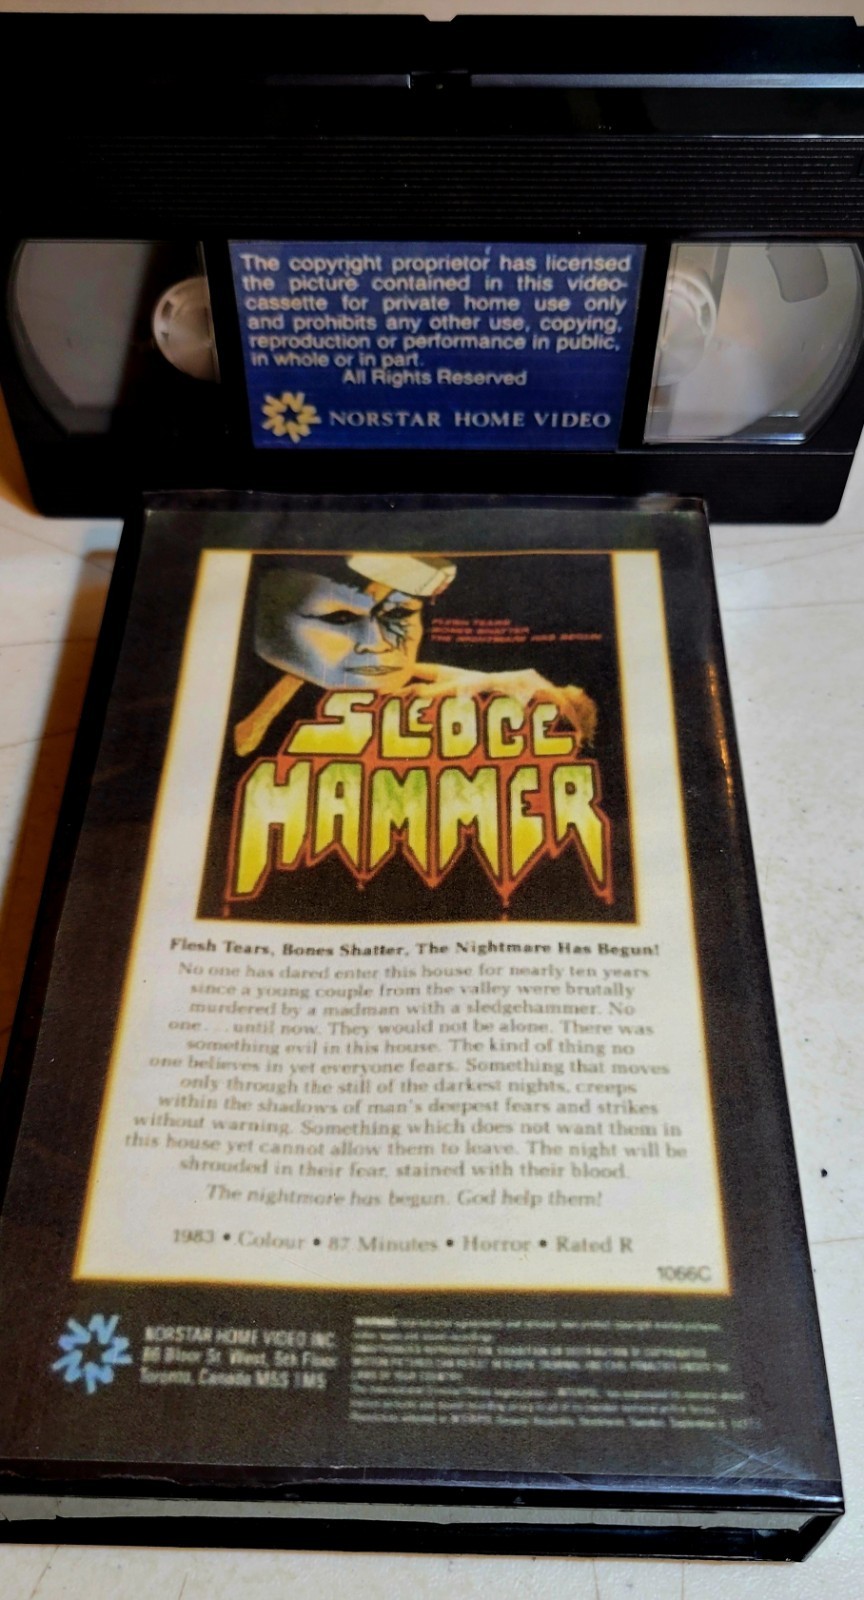 The copyright proprietor has licensed
the picture contained in this video-
cassette for private home use only
and prohibits any other use, copying,
reproduction or performance in public,
in whole or in part.
All Rights Reserved
NORSTAR HOME VIDEO
FLESH TEARS
BONES SHATTER
THE NIGHTMARE HAS BEGUN
SLEDGE
HAMMER
Flesh Tears, Bones Shatter, The Nightmare Has Begun!
No one has dared enter this house for nearly ten years
since a young couple from the valley were brutally
murdered by a madman with a sledgehammer. No
one . . . until now. They would not be alone. There was
something evil in this house. The kind of thing no
one believes in yet everyone fears. Something that moves
only through the still of the darkest nights, creeps
within the shadows of man's deepest fears and strikes
without warning. Something which does not want them in
this house yet cannot allow them to leave. The night will be
shrouded in their fear, stained with their blood.
The nightmare has begun. God help them!
1983 • Colour • 87 Minutes • Horror • Rated R
1066C
NORSTAR HOME VIDEO INC.
Bloor St. West, 5th Floor
Toronto, Canada M5S 1M5
WARNING: